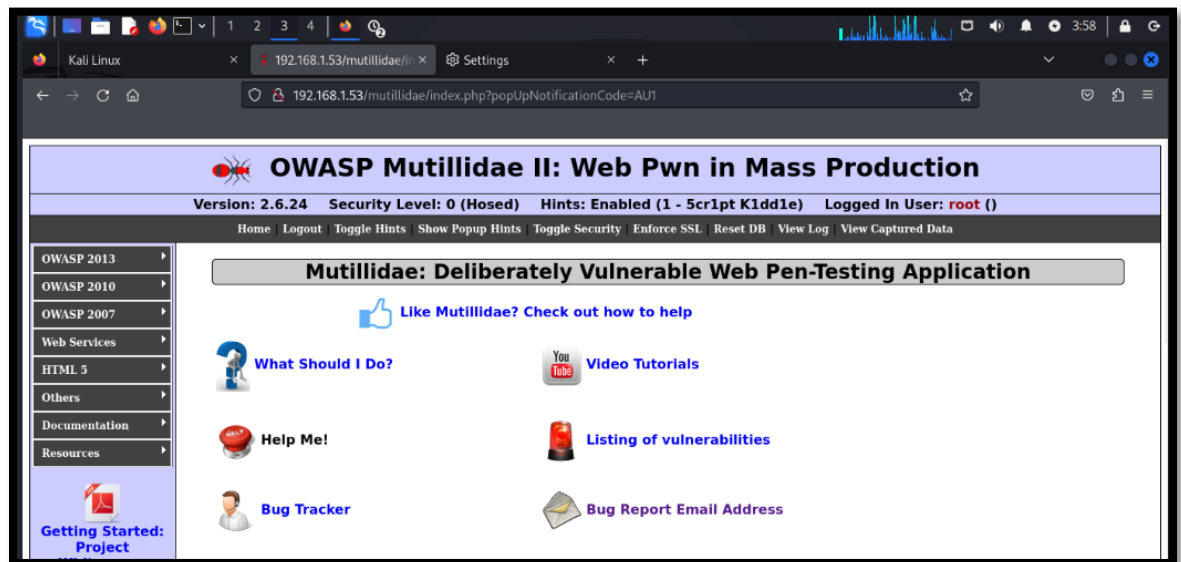 1 2 3 4 3:58
Kali Linux × 192.168.1.53/mutillidae/in × Settings × +
192.168.1.53/mutillidae/index.php?popUpNotificationCode=AU1
OWASP Mutillidae II: Web Pwn in Mass Production
Version: 2.6.24 Security Level: 0 (Hosed) Hints: Enabled (1 - 5cr1pt K1dd1e) Logged In User: root ()
Home | Logout | Toggle Hints | Show Popup Hints | Toggle Security | Enforce SSL | Reset DB | View Log | View Captured Data
OWASP 2013
OWASP 2010
OWASP 2007
Web Services
HTML 5
Others
Documentation
Resources
Getting Started:
Project
Mutillidae: Deliberately Vulnerable Web Pen-Testing Application
Like Mutillidae? Check out how to help
What Should I Do?
You
Tube
Video Tutorials
HELP
Help Me!
Listing of vulnerabilities
Bug Tracker
Bug Report Email Address